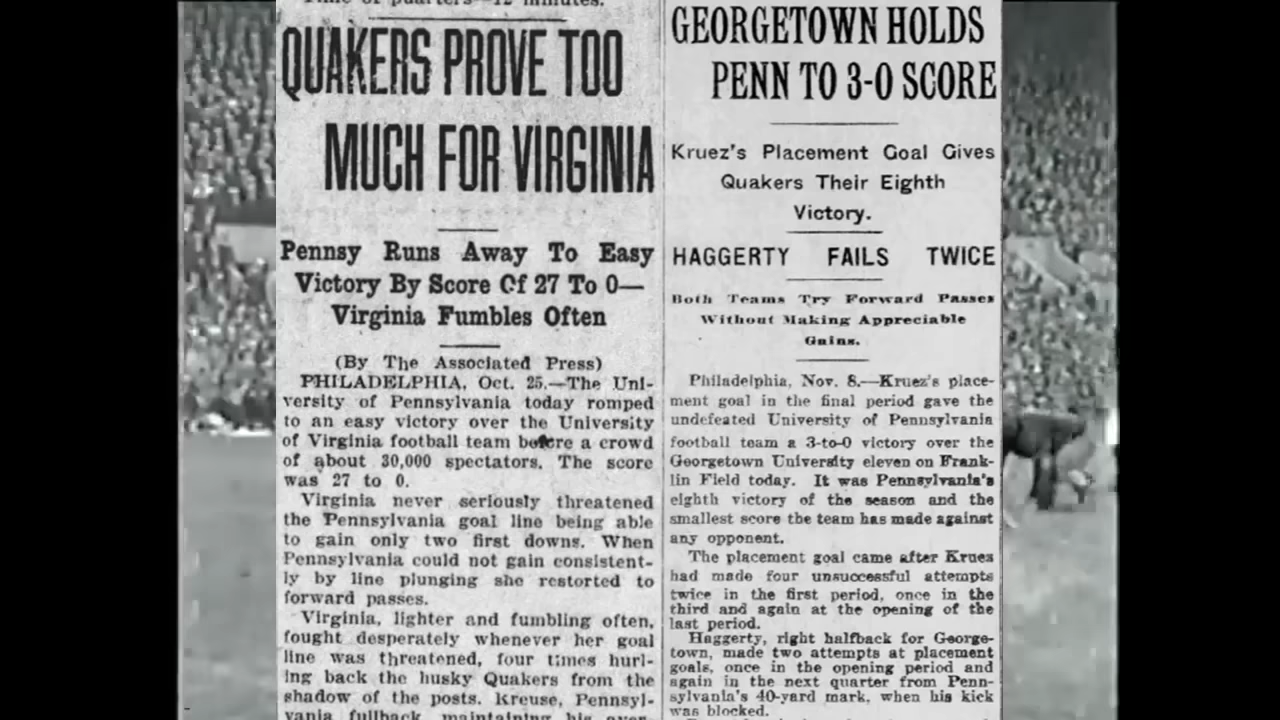 Time of quarters—12 minutes.
QUAKERS PROVE TOO
MUCH FOR VIRGINIA
Pennsy Runs Away To Easy
Victory By Score Of 27 To 0—
Virginia Fumbles Often
(By The Associated Press)
PHILADELPHIA, Oct. 25.—The Uni-
versity of Pennsylvania today romped
to an easy victory over the University
of Virginia football team before a crowd
of about 30,000 spectators. The score
was 27 to 0.
Virginia never seriously threatened
the Pennsylvania goal line being able
to gain only two first downs. When
Pennsylvania could not gain consistent-
ly by line plunging she restorted to
forward passes.
Virginia, lighter and fumbling often,
fought desperately whenever her goal
line was threatened, four times hurl-
ing back the husky Quakers from the
shadow of the posts. Kreuse, Pennsyl-
vania fullback, maintaining his aver-
GEORGETOWN HOLDS
PENN TO 3-0 SCORE
Kruez's Placement Goal Gives
Quakers Their Eighth
Victory.
HAGGERTY FAILS TWICE
Both Teams Try Forward Passes
Without Making Appreciable
Gains.
Philadelphia, Nov. 8.—Kruez's place-
ment goal in the final period gave the
undefeated University of Pennsylvania
football team a 3-to-0 victory over the
Georgetown University eleven on Frank-
lin Field today. It was Pennsylvania's
eighth victory of the season and the
smallest score the team has made against
any opponent.
The placement goal came after Krues
had made four unsuccessful attempts
twice in the first period, once in the
third and again at the opening of the
last period.
Haggerty, right halfback for George-
town, made two attempts at placement
goals, once in the opening period and
again in the next quarter from Penn-
sylvania's 40-yard mark, when his kick
was blocked.